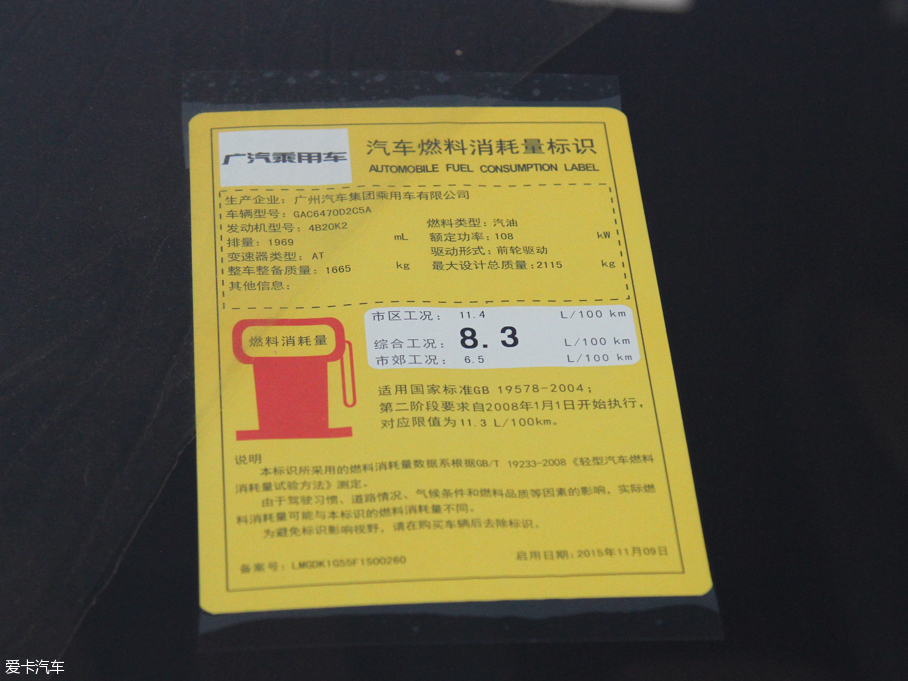 广汽乘用车
汽车燃料消耗量标识
AUTOMOBILE FUEL CONSUMPTION LABEL
生产企业：广州汽车集团乘用车有限公司
车辆型号：GAC6470D2C5A
发动机型号：4B20K2 燃料类型：汽油
排量：1969 mL 额定功率：108 kW
变速器类型：AT 驱动形式：前轮驱动
整车整备质量：1665 kg 最大设计总质量：2115 kg
其他信息：
燃料消耗量
市区工况： 11.4 L/100 km
综合工况： 8.3 L/100 km
市郊工况： 6.5 L/100 km
适用国家标准GB 19578-2004；
第二阶段要求自2008年1月1日开始执行，
对应限值为11.3 L/100km。
说明
本标识所采用的燃料消耗量数据系根据GB/T 19233-2008《轻型汽车燃料
消耗量试验方法》测定。
由于驾驶习惯、道路情况、气候条件和燃料品质等因素的影响，实际燃
料消耗量可能与本标识的燃料消耗量不同。
为避免标识影响视野，请在购买车辆后去除标识。
备案号：LMGDK1G55F1S00260 启用日期：2015年11月09日
爱卡汽车